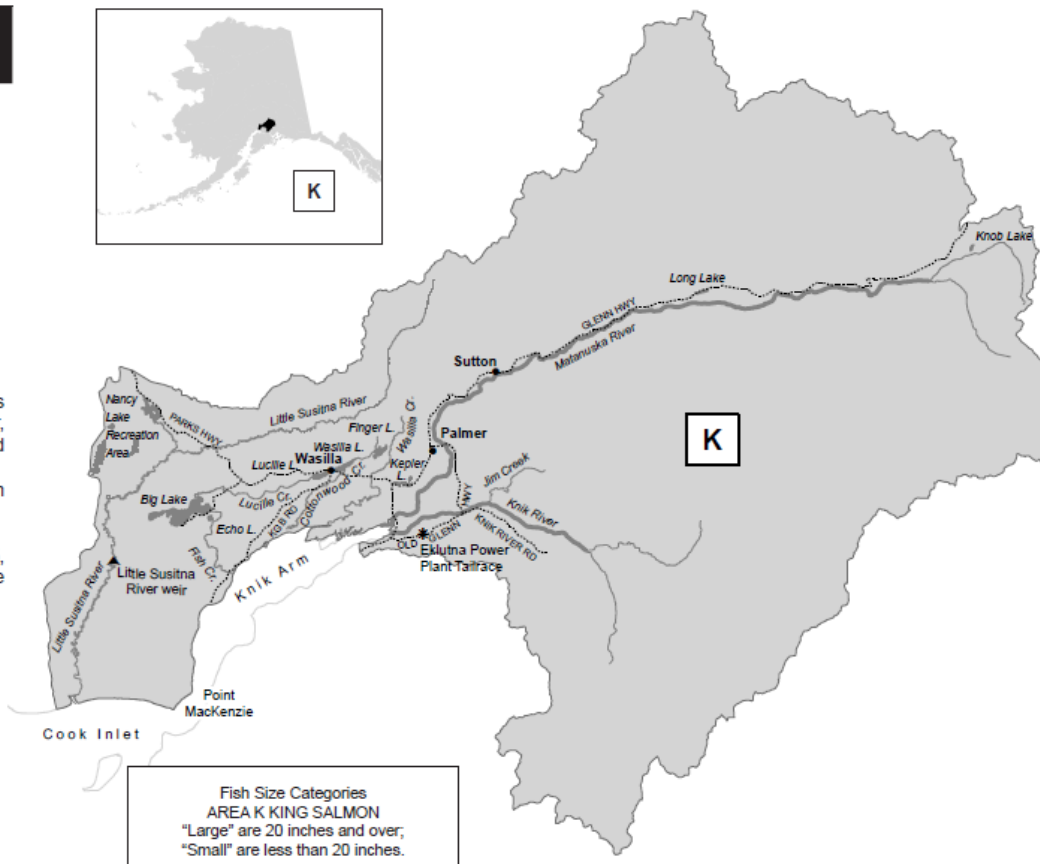 K
Knob Lake
Long Lake
GLENN HWY
Matanuska River
Sutton
Nancy
Lake
Recreation
Area
PARKS HWY
Little Susitna River
Finger L.
Wasilla Cr.
Palmer
K
Wasilla L.
Lucille L.
Wasilla
Kepler
L.
Cottonwood Cr.
Jim Creek
Big Lake
Lucille Cr.
KGB RD
Echo L.
HWY
Knik River
OLD
GLENN
KNIK RIVER RD
Fish Cr.
Eklutna Power
Plant Tailrace
Knik Arm
Little Susitna
River weir
Little Susitna River
Point
MacKenzie
Cook Inlet
Fish Size Categories
AREA K KING SALMON
"Large" are 20 inches and over;
"Small" are less than 20 inches.